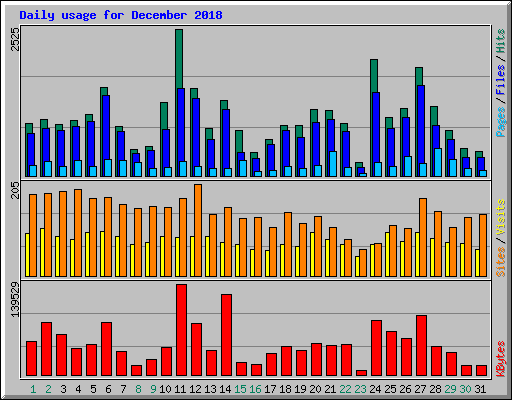 Daily usage for December 2018
2525
Pages / Files / Hits
205
Sites / Visits
139529
KBytes
1 2 3 4 5 6 7 8 9 10 11 12 13 14 15 16 17 18 19 20 21 22 23 24 25 26 27 28 29 30 31